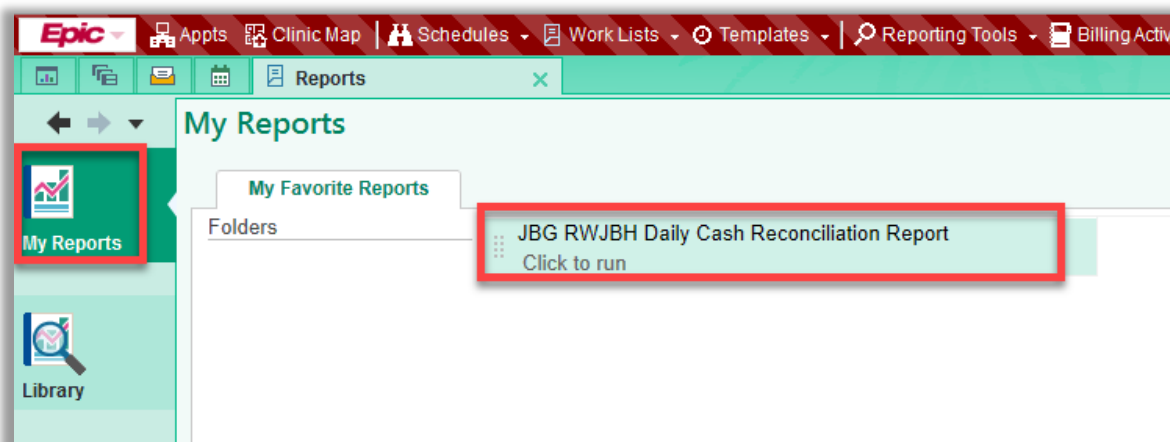 Epic Appts Clinic Map Schedules Work Lists Templates Reporting Tools Billing Activ
Reports
My Reports
My Favorite Reports
My Reports
Folders
JBG RWJBH Daily Cash Reconciliation Report
Click to run
Library